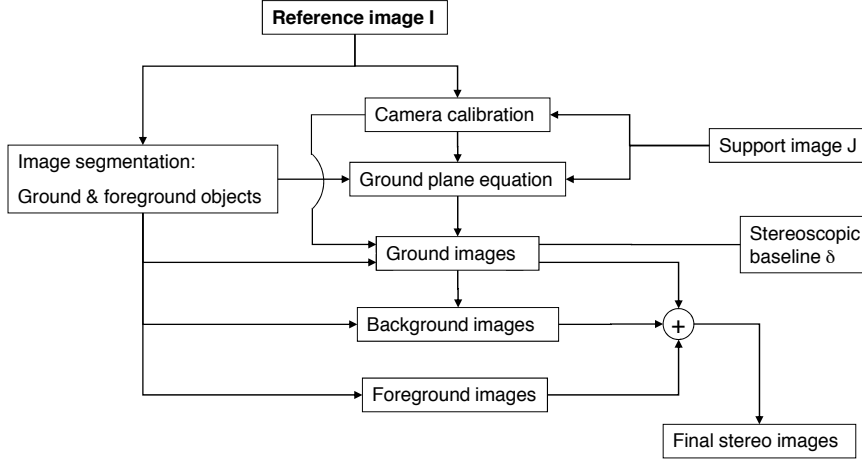 Reference image I
Camera calibration
Support image J
Image segmentation:
Ground & foreground objects
Ground plane equation
Stereoscopic
baseline δ
Ground images
Background images
+
Foreground images
Final stereo images